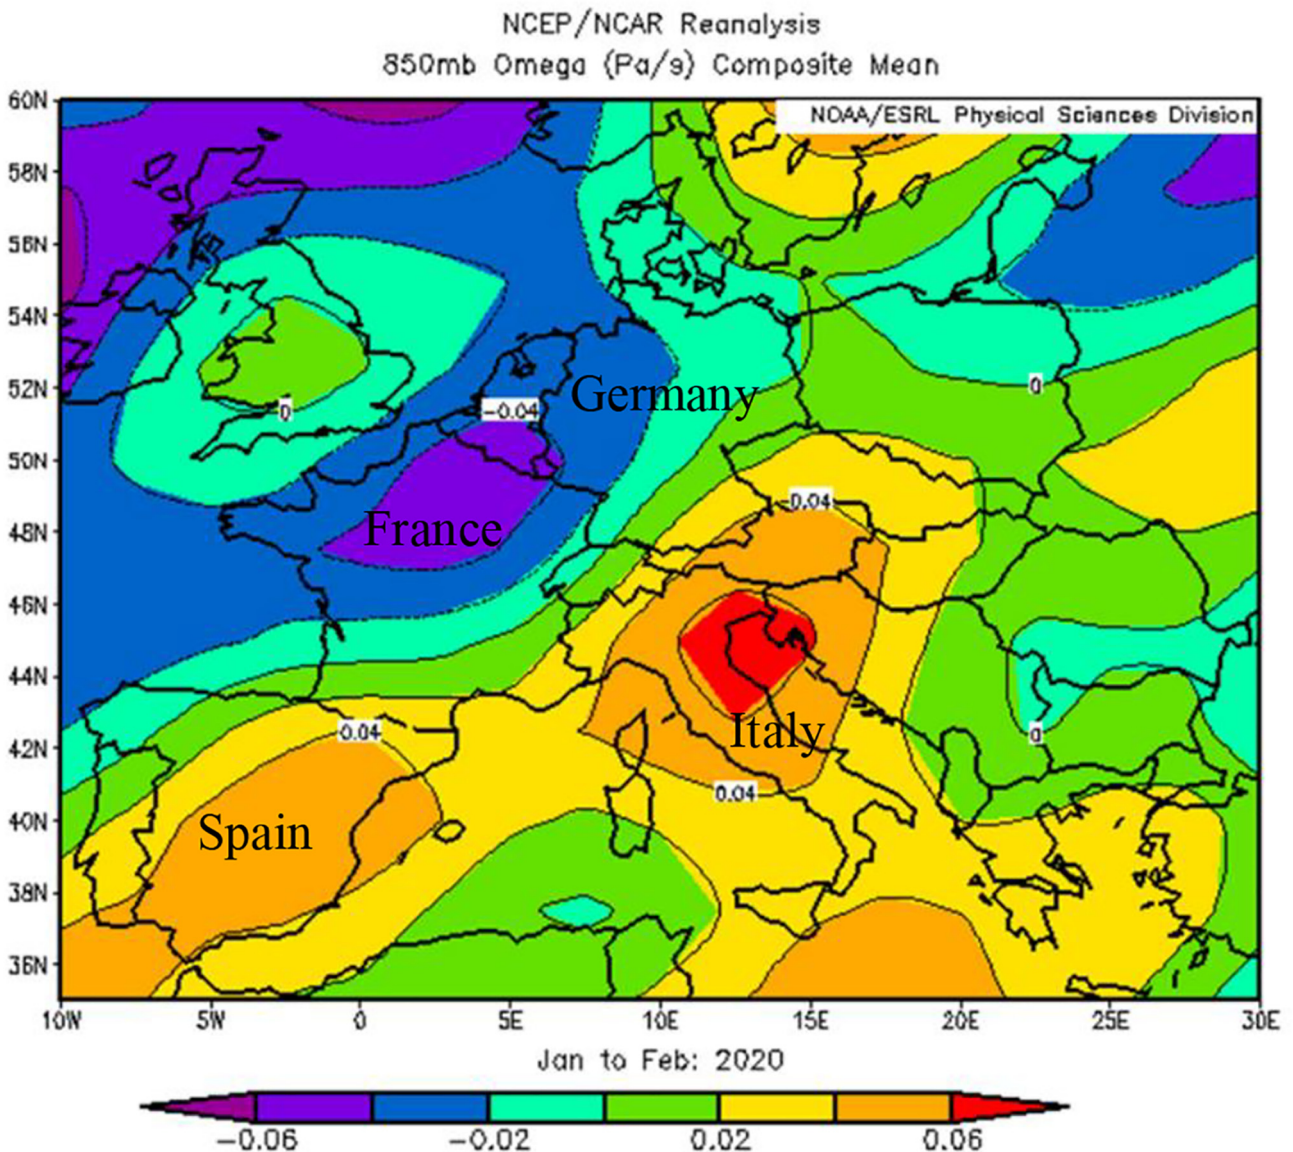 NCEP/NCAR Reanalysis
850mb Omega (Pa/s) Composite Mean
NOAA/ESRL Physical Sciences Division
60N
58N
56N
54N
52N
50N
48N
46N
44N
42N
40N
38N
36N
0
-0.04
Germany
0
France
0.04
0.04
Italy
0
0.04
Spain
10W 5W 0 5E 10E 15E 20E 25E 30E
Jan to Feb: 2020
-0.06 -0.02 0.02 0.06